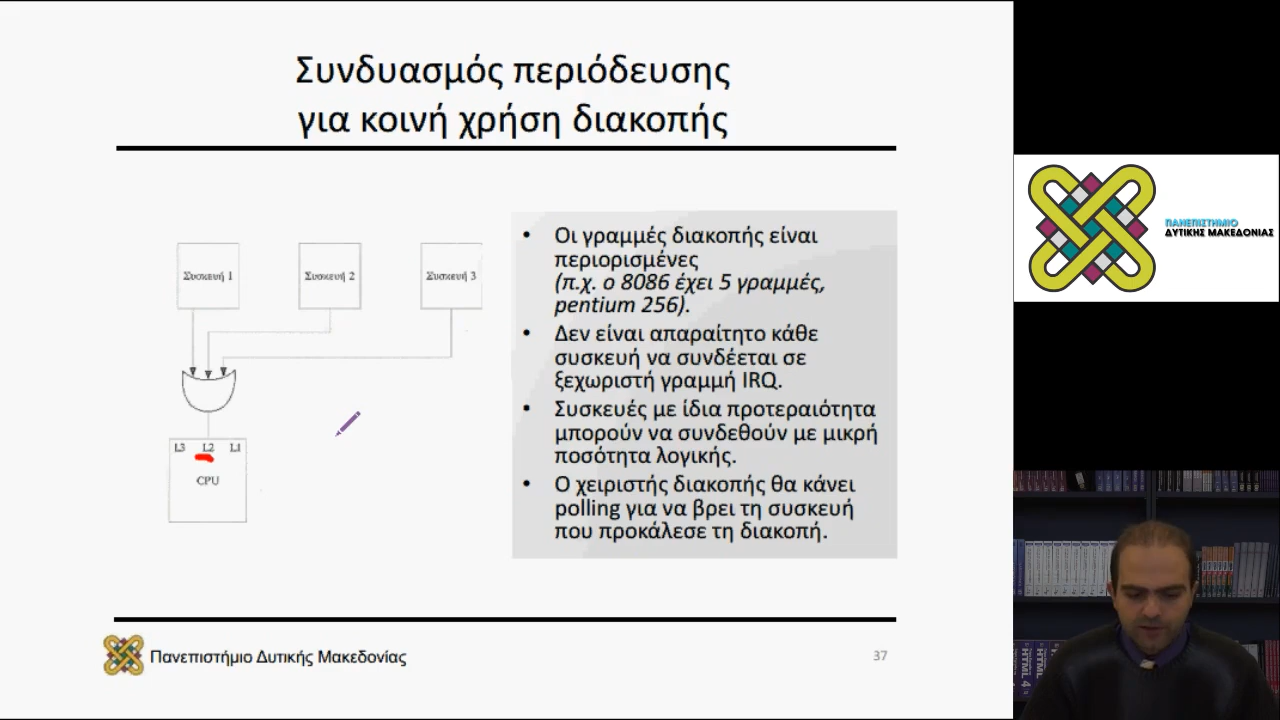 Συνδυασμός περιόδευσης
για κοινή χρήση διακοπής
Συσκευή 1
Συσκευή 2
Συσκευή 3
L3 L2 L1
CPU
• Οι γραμμές διακοπής είναι
περιορισμένες
(π.χ. ο 8086 έχει 5 γραμμές,
pentium 256).
• Δεν είναι απαραίτητο κάθε
συσκευή να συνδέεται σε
ξεχωριστή γραμμή IRQ.
• Συσκευές με ίδια προτεραιότητα
μπορούν να συνδεθούν με μικρή
ποσότητα λογικής.
• Ο χειριστής διακοπής θα κάνει
polling για να βρει τη συσκευή
που προκάλεσε τη διακοπή.
Πανεπιστήμιο Δυτικής Μακεδονίας
37
ΠΑΝΕΠΙΣΤΗΜΙΟ
ΔΥΤΙΚΗΣ ΜΑΚΕΔΟΝΙΑΣ
HTML 4